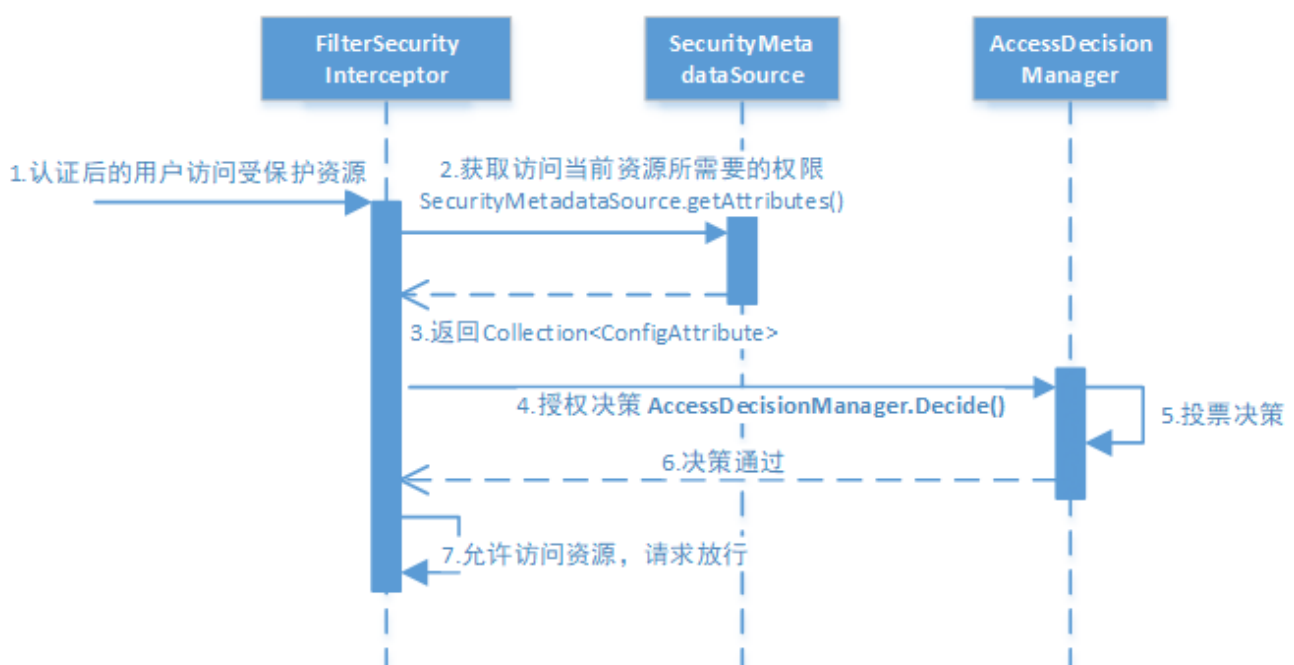 FilterSecurity
Interceptor
SecurityMeta
dataSource
AccessDecision
Manager
1.认证后的用户访问受保护资源
2.获取访问当前资源所需要的权限
SecurityMetadataSource.getAttributes()
3.返回Collection<ConfigAttribute>
4.授权决策 AccessDecisionManager.Decide()
5.投票决策
6.决策通过
7.允许访问资源，请求放行